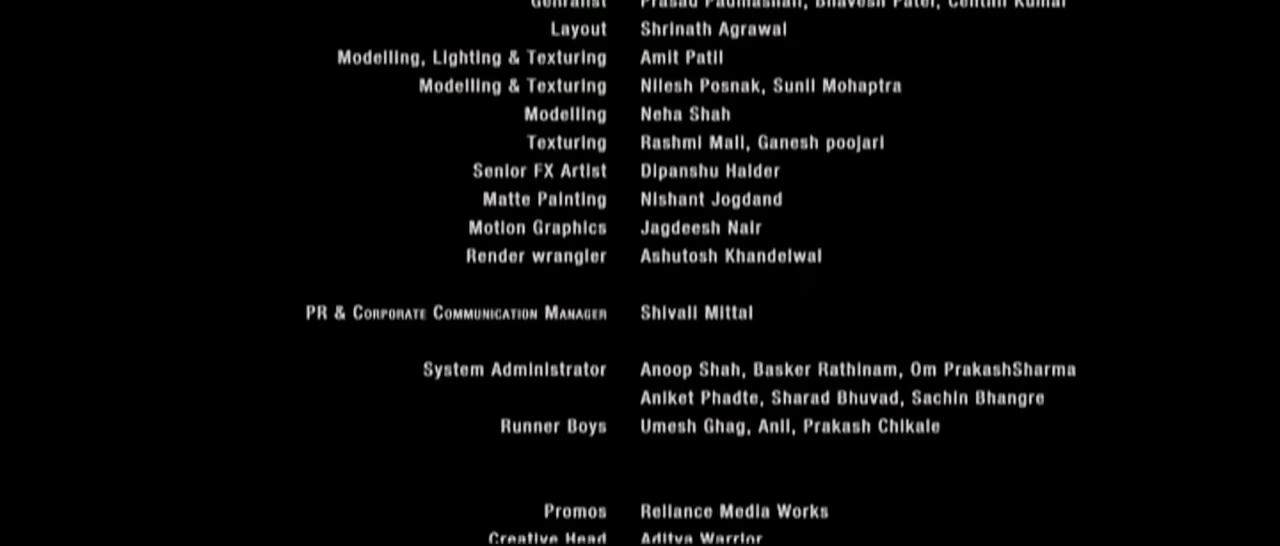 Layout Shrinath Agrawal
Modelling, Lighting & Texturing Amit Patil
Modelling & Texturing Nilesh Posnak, Sunil Mohaptra
Modelling Neha Shah
Texturing Rashmi Mali, Ganesh poojari
Senior FX Artist Dipanshu Halder
Matte Painting Nishant Jogdand
Motion Graphics Jagdeesh Nair
Render wrangler Ashutosh Khandelwal
PR & Corporate Communication Manager Shivali Mittal
System Administrator Anoop Shah, Basker Rathinam, Om PrakashSharma
Aniket Phadte, Sharad Bhuvad, Sachin Bhangre
Runner Boys Umesh Ghag, Anil, Prakash Chikale
Promos Reliance Media Works
Creative Head Aditya Warrior